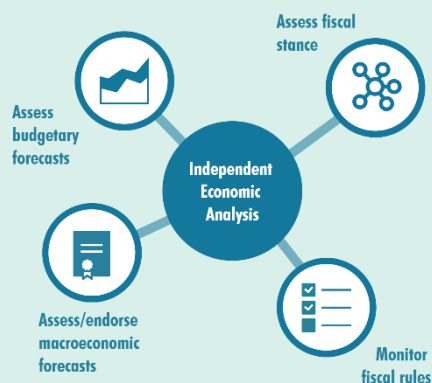 Assess fiscal
stance
Assess
budgetary
forecasts
Independent
Economic
Analysis
Assess/endorse
macroeconomic
forecasts
Monitor
fiscal rules